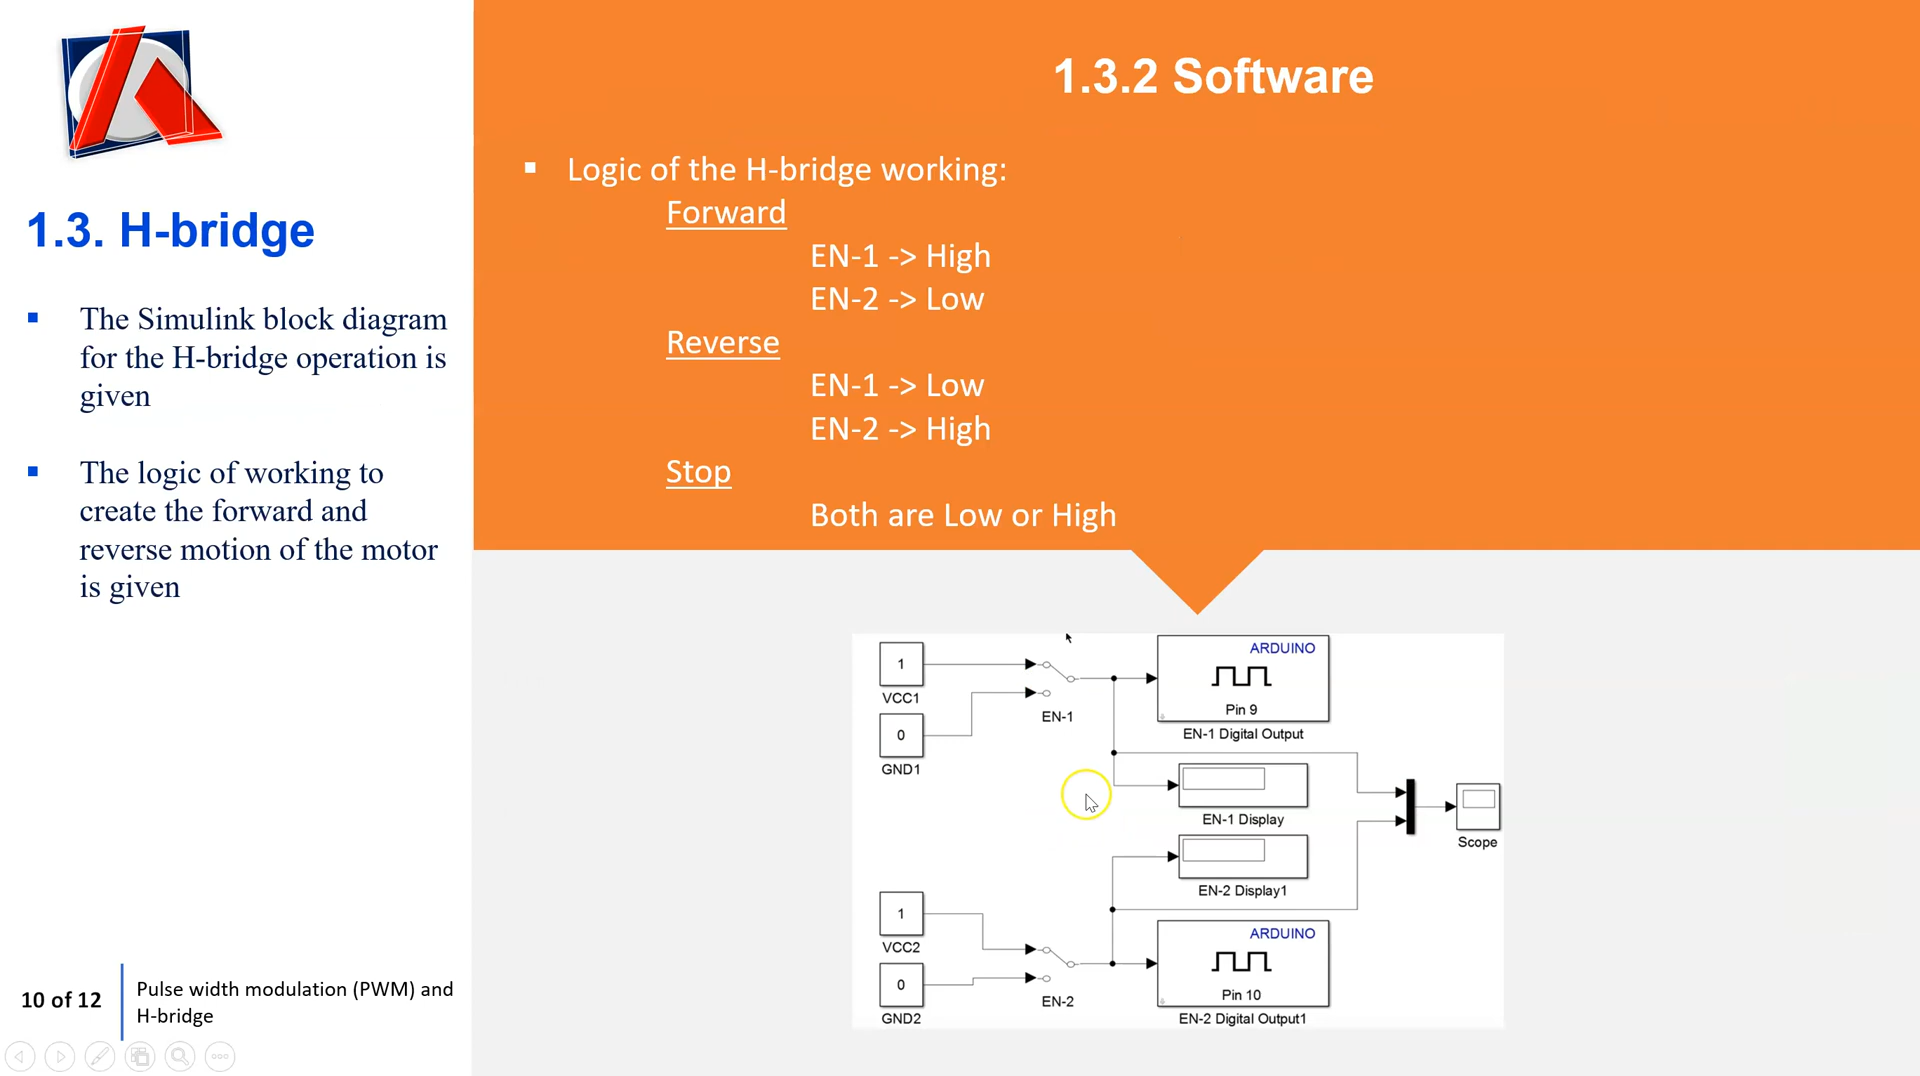 1.3.2 Software
1.3. H-bridge
▪ The Simulink block diagram
for the H-bridge operation is
given
▪ The logic of working to
create the forward and
reverse motion of the motor
is given
▪ Logic of the H-bridge working:
Forward
EN-1 -> High
EN-2 -> Low
Reverse
EN-1 -> Low
EN-2 -> High
Stop
Both are Low or High
1
VCC1
0
GND1
EN-1
ARDUINO
Pin 9
EN-1 Digital Output
EN-1 Display
EN-2 Display1
Scope
1
VCC2
0
GND2
EN-2
ARDUINO
Pin 10
EN-2 Digital Output1
10 of 12
Pulse width modulation (PWM) and
H-bridge